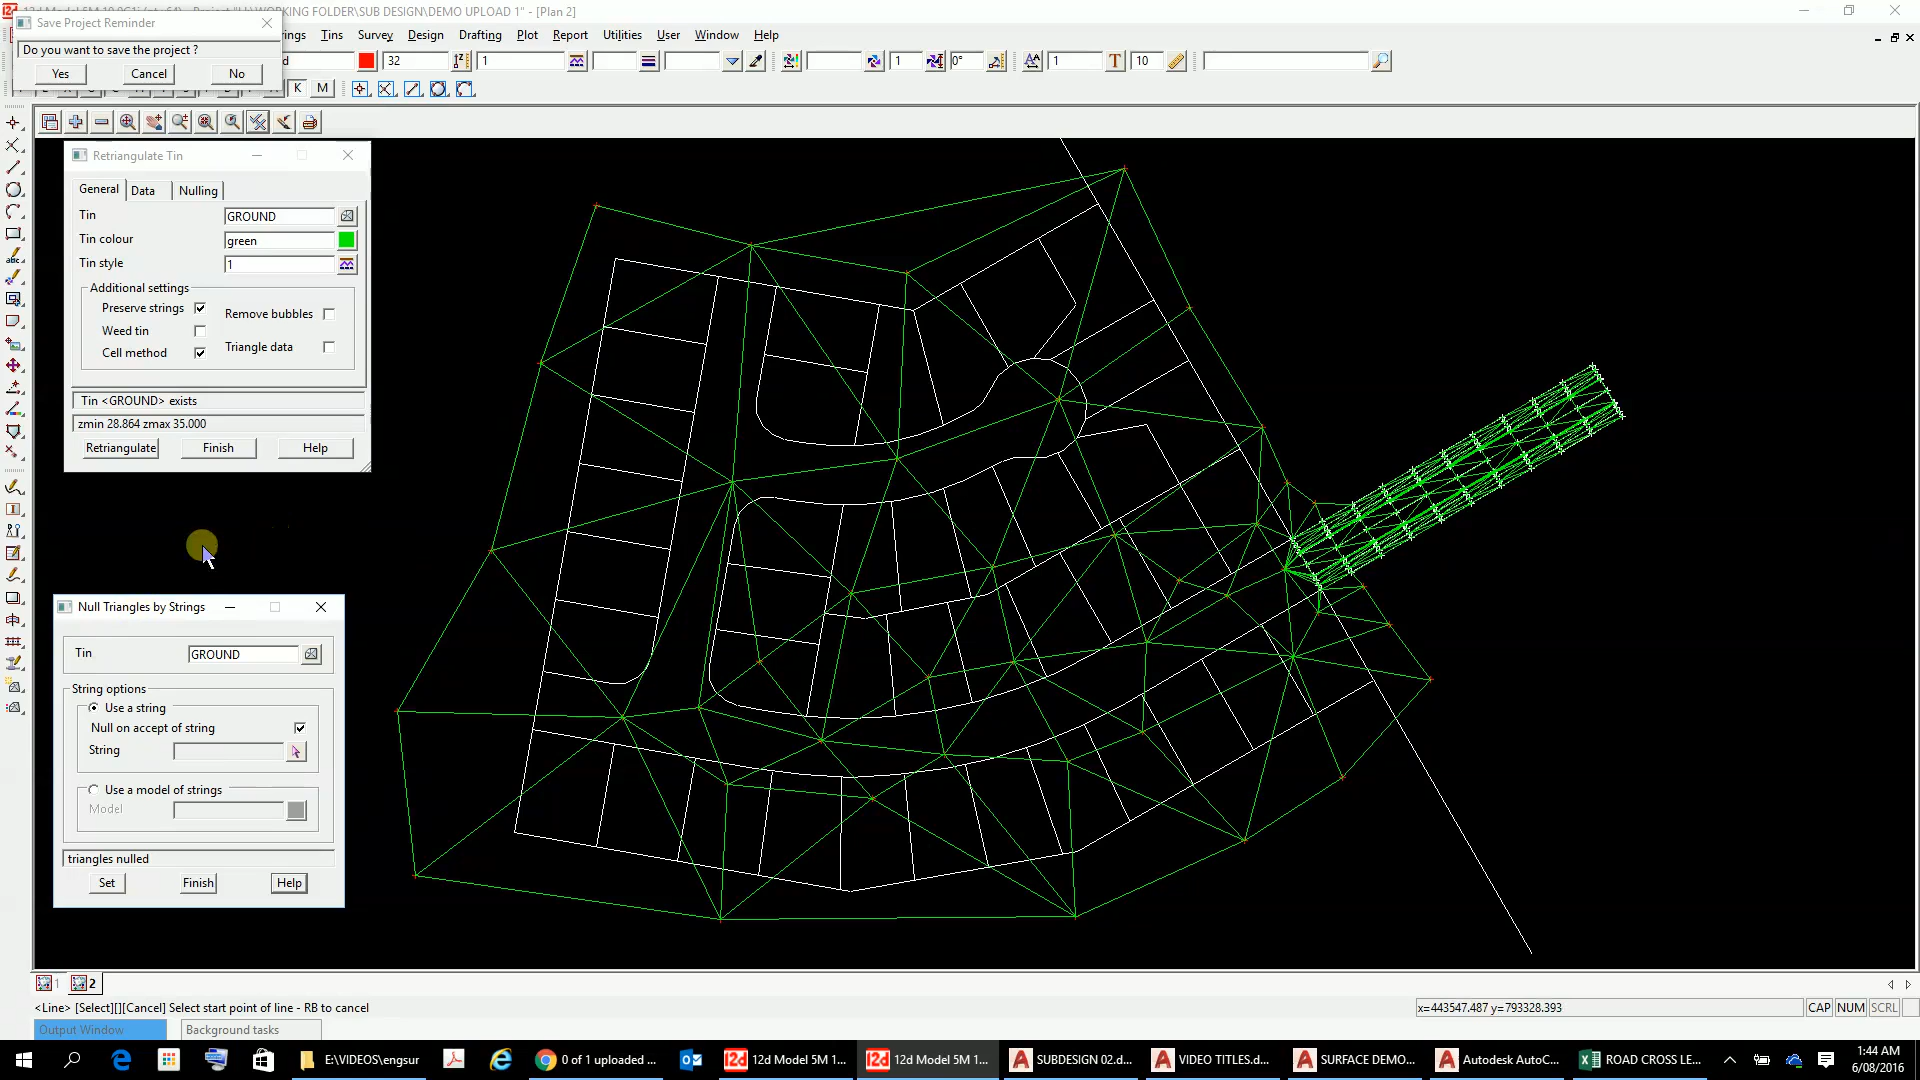 FOLDER\SUB DESIGN\DEMO UPLOAD 1" - [Plan 2]
Save Project Reminder
Do you want to save the project ?
Yes
Cancel
No
Tins
Survey
Design
Drafting
Plot
Report
Utilities
User
Window
Help
32
1
1
0°
1
10
K
M
Retriangulate Tin
General
Data
Nulling
Tin
GROUND
Tin colour
green
Tin style
1
Additional settings
Preserve strings
Remove bubbles
Weed tin
Triangle data
Cell method
Tin <GROUND> exists
zmin 28.864 zmax 35.000
Retriangulate
Finish
Help
Null Triangles by Strings
Tin
GROUND
String options
Use a string
Null on accept of string
String
Use a model of strings
Model
triangles nulled
Set
Finish
Help
1
2
<Line> [Select][][Cancel] Select start point of line - RB to cancel
x=443547.487 y=793328.393
CAP
NUM
SCRL
Output Window
Background tasks
E:\VIDEOS\engsur
0 of 1 uploaded ...
12d Model 5M 1...
12d Model 5M 1...
SUBDESIGN 02.d...
VIDEO TITLES.d...
SURFACE DEMO...
Autodesk AutoC...
ROAD CROSS LE...
1:44 AM
6/08/2016